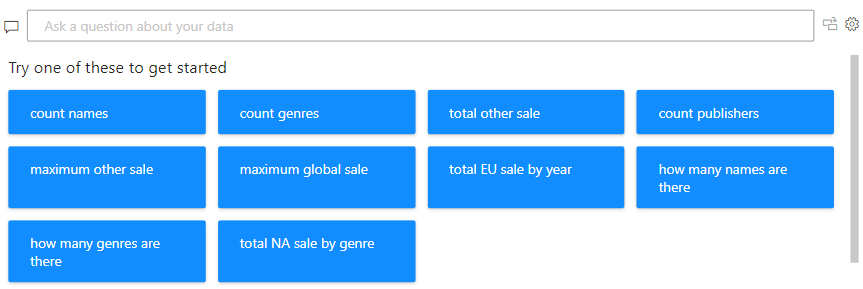 Ask a question about your data
Try one of these to get started
count names
count genres
total other sale
count publishers
maximum other sale
maximum global sale
total EU sale by year
how many names are
there
how many genres are
there
total NA sale by genre